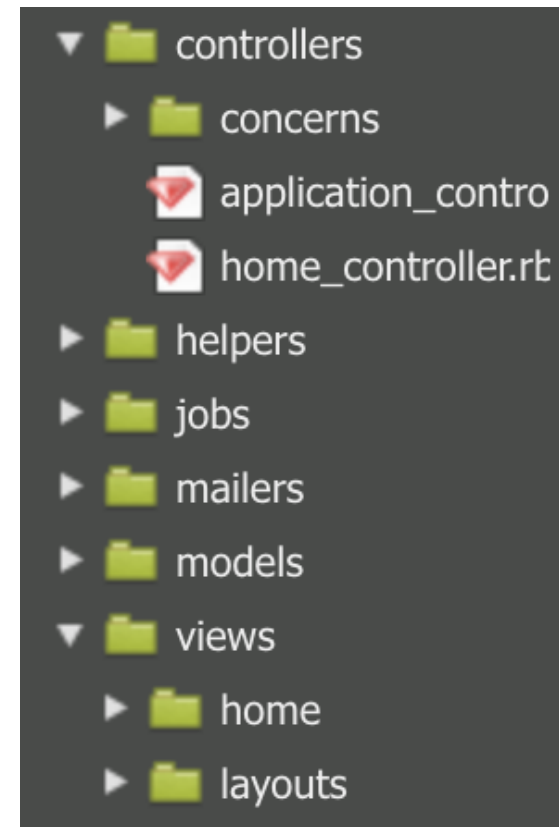 controllers
concerns
application_contro
home_controller.rb
helpers
jobs
mailers
models
views
home
layouts